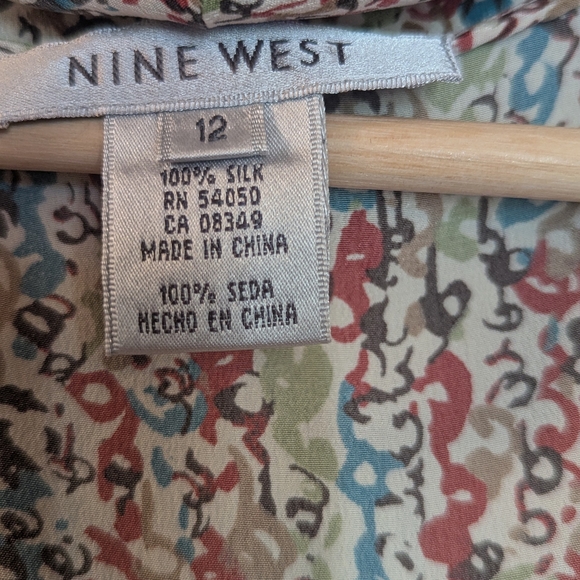 NINE WEST
12
100% SILK
RN 54050
CA 08349
MADE IN CHINA
100% SEDA
HECHO EN CHINA